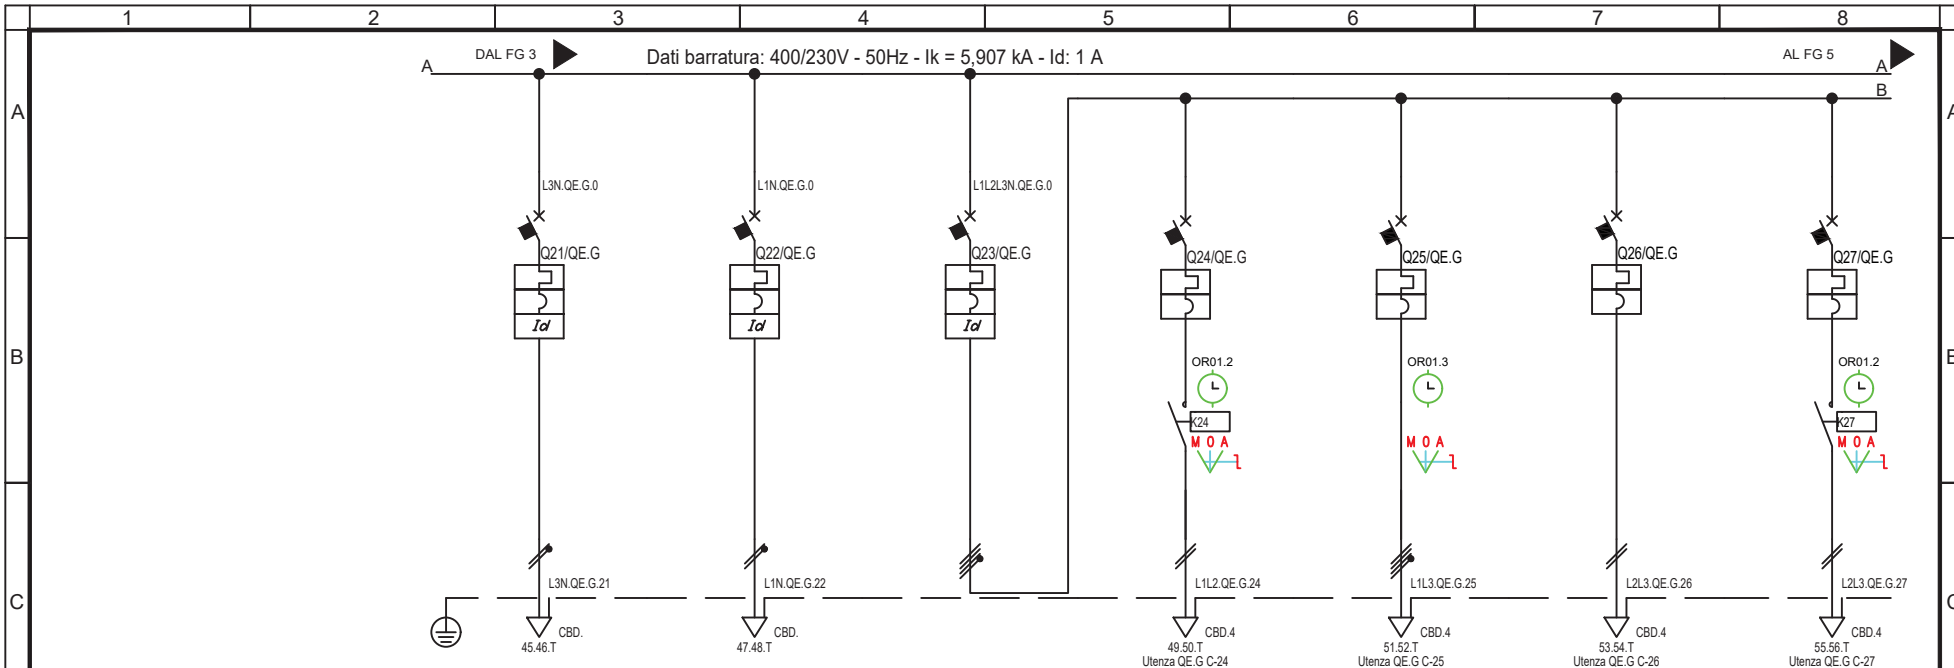 1 2 3 4 5 6 7 8
DAL FG 3 Dati barratura: 400/230V - 50Hz - Ik = 5,907 kA - Id: 1 A AL FG 5
A A
B
A A
L3N.QE.G.0 L1N.QE.G.0 L1L2L3N.QE.G.0
Q21/QE.G Q22/QE.G Q23/QE.G Q24/QE.G Q25/QE.G Q26/QE.G Q27/QE.G
Id Id Id
B B
OR01.2 OR01.3 OR01.2
K24 K27
M O A M O A M O A
L3N.QE.G.21 L1N.QE.G.22 L1L2.QE.G.24 L1L3.QE.G.25 L2L3.QE.G.26 L2L3.QE.G.27
C C
CBD. CBD. CBD.4 CBD.4 CBD.4 CBD.4
45.46.T 47.48.T 49.50.T 51.52.T 53.54.T 55.56.T
Utenza QE.G C-24 Utenza QE.G C-25 Utenza QE.G C-26 Utenza QE.G C-27